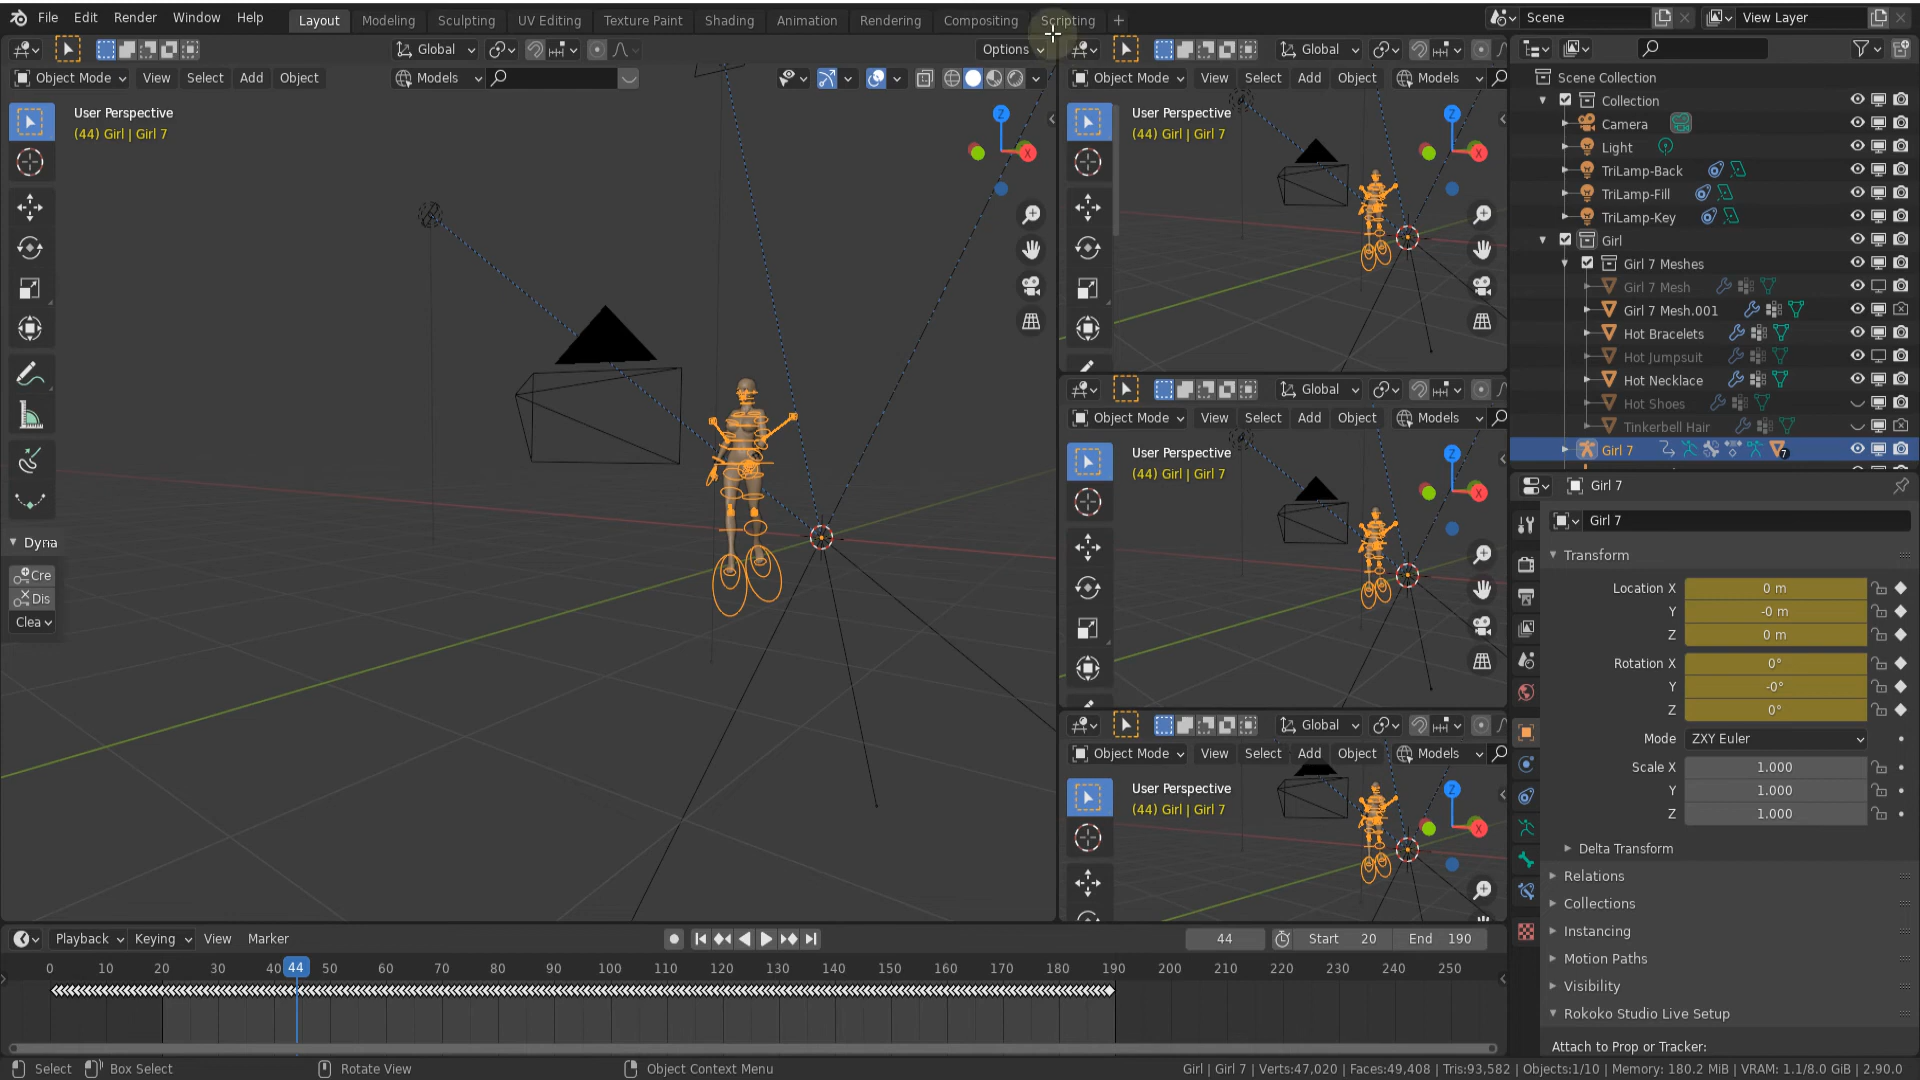 File Edit Render Window Help Layout Modeling Sculpting UV Editing Texture Paint Shading Animation Rendering Compositing Scripting + Scene View Layer
Global Options Global
Object Mode View Select Add Object Models Object Mode View Select Add Object Models
Scene Collection
Collection
Camera
Light
TriLamp-Back
TriLamp-Fill
TriLamp-Key
Girl
Girl 7 Meshes
Girl 7 Mesh
Girl 7 Mesh.001
Hot Bracelets
Hot Jumpsuit
Hot Necklace
Hot Shoes
Tinkerbell Hair
Girl 7 7
User Perspective
(44) Girl | Girl 7
Z
X
Dyna
Cre
Dis
Clea
User Perspective
(44) Girl | Girl 7
Z
X
Global
Object Mode View Select Add Object Models
User Perspective
(44) Girl | Girl 7
Z
X
Global
Object Mode View Select Add Object Models
User Perspective
(44) Girl | Girl 7
Z
X
Girl 7
Girl 7
Transform
Location X 0 m
Y -0 m
Z 0 m
Rotation X 0°
Y -0°
Z 0°
Mode ZXY Euler
Scale X 1.000
Y 1.000
Z 1.000
Delta Transform
Relations
Collections
Instancing
Motion Paths
Visibility
Rokoko Studio Live Setup
Attach to Prop or Tracker:
Playback Keying View Marker 44 Start 20 End 190
0 10 20 30 40 44 50 60 70 80 90 100 110 120 130 140 150 160 170 180 190 200 210 220 230 240 250
Select Box Select Rotate View Object Context Menu Girl | Girl 7 | Verts:47,020 | Faces:49,408 | Tris:93,582 | Objects:1/10 | Memory: 180.2 MiB | VRAM: 1.1/8.0 GiB | 2.90.0